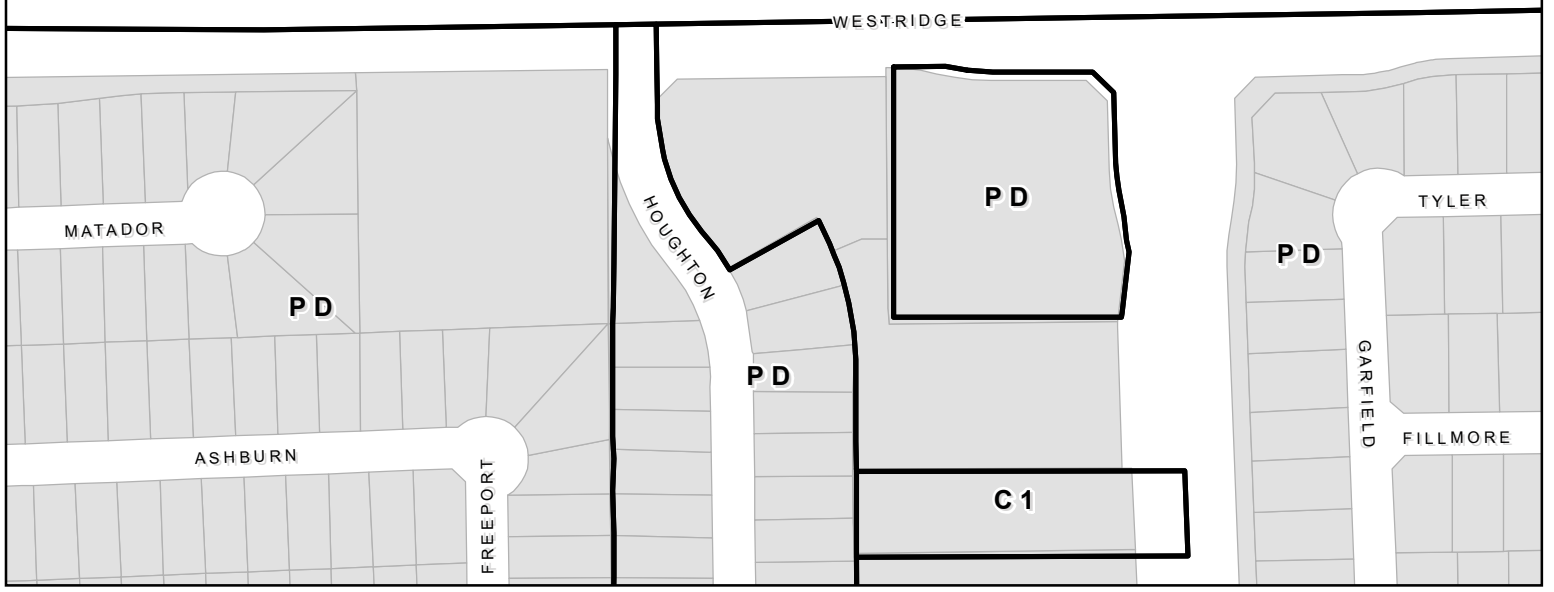 WESTRIDGE
PD
TYLER
HOUGHTON
MATADOR
PD
PD
PD
GARFIELD
FILLMORE
ASHBURN
FREEPORT
C1